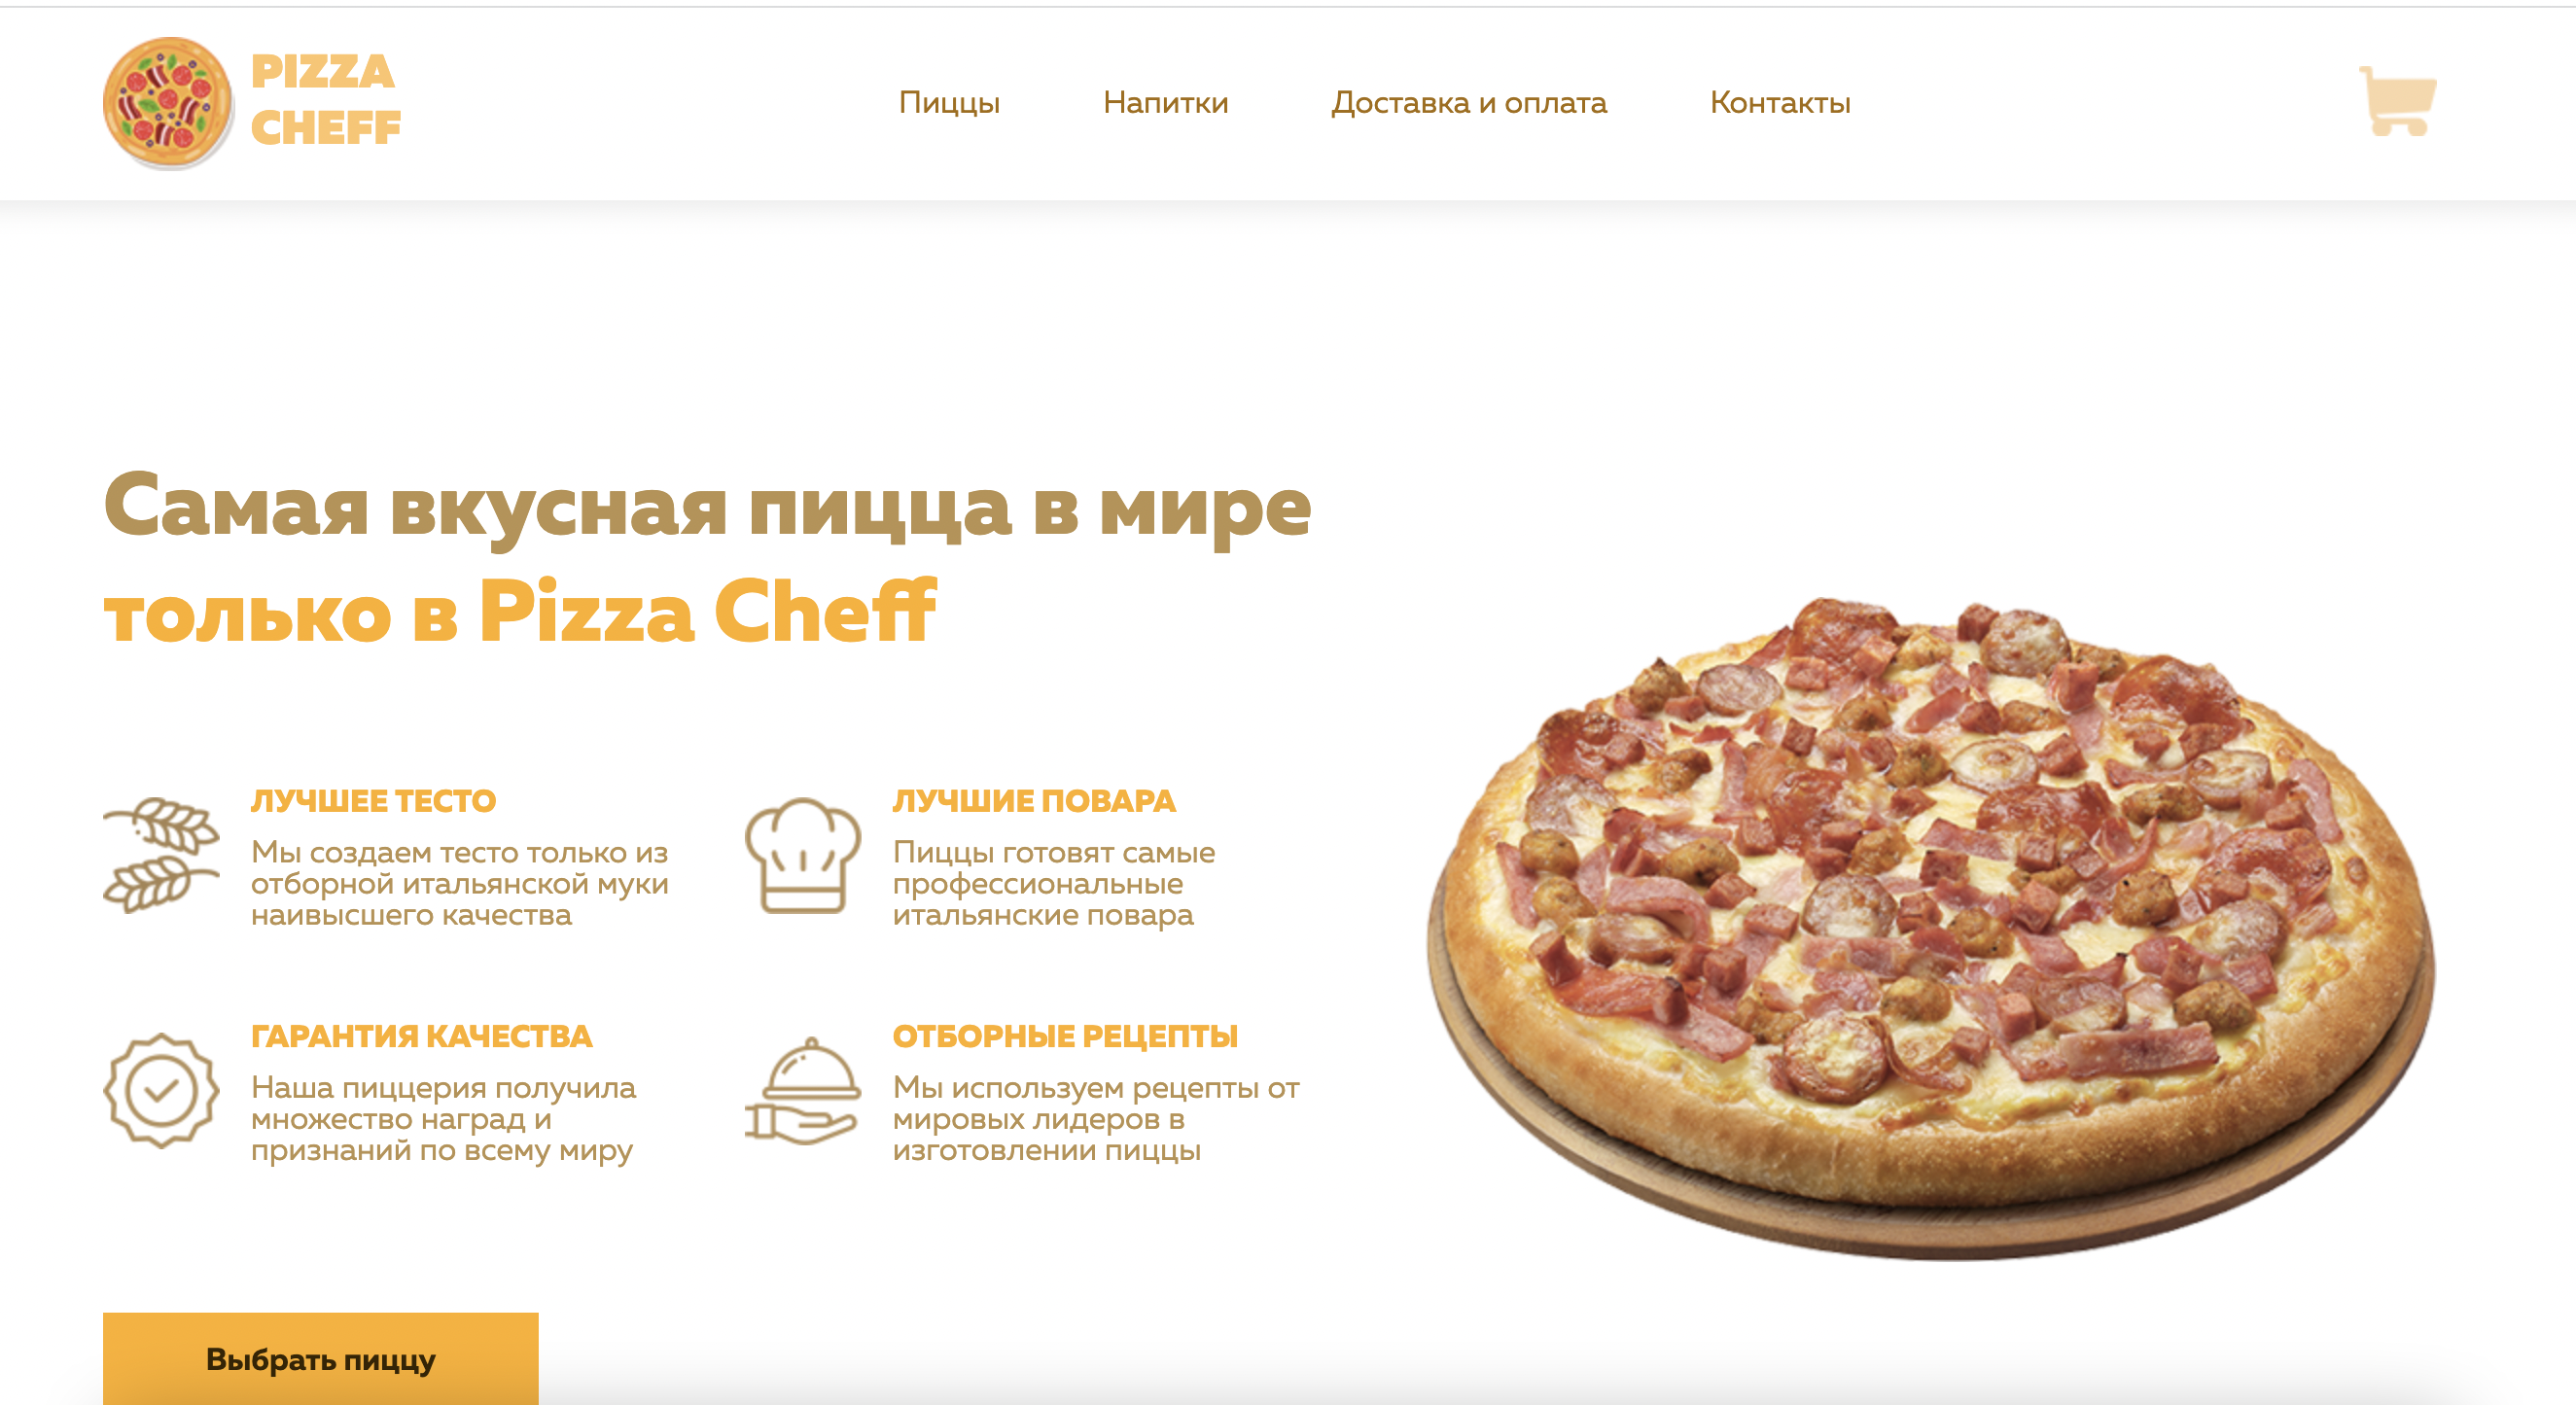 PIZZA
CHEFF
Пиццы
Напитки
Доставка и оплата
Контакты
Самая вкусная пицца в мире
только в Pizza Cheff
ЛУЧШЕЕ ТЕСТО
Мы создаем тесто только из
отборной итальянской муки
наивысшего качества
ЛУЧШИЕ ПОВАРА
Пиццы готовят самые
профессиональные
итальянские повара
ГАРАНТИЯ КАЧЕСТВА
Наша пиццерия получила
множество наград и
признаний по всему миру
ОТБОРНЫЕ РЕЦЕПТЫ
Мы используем рецепты от
мировых лидеров в
изготовлении пиццы
Выбрать пиццу